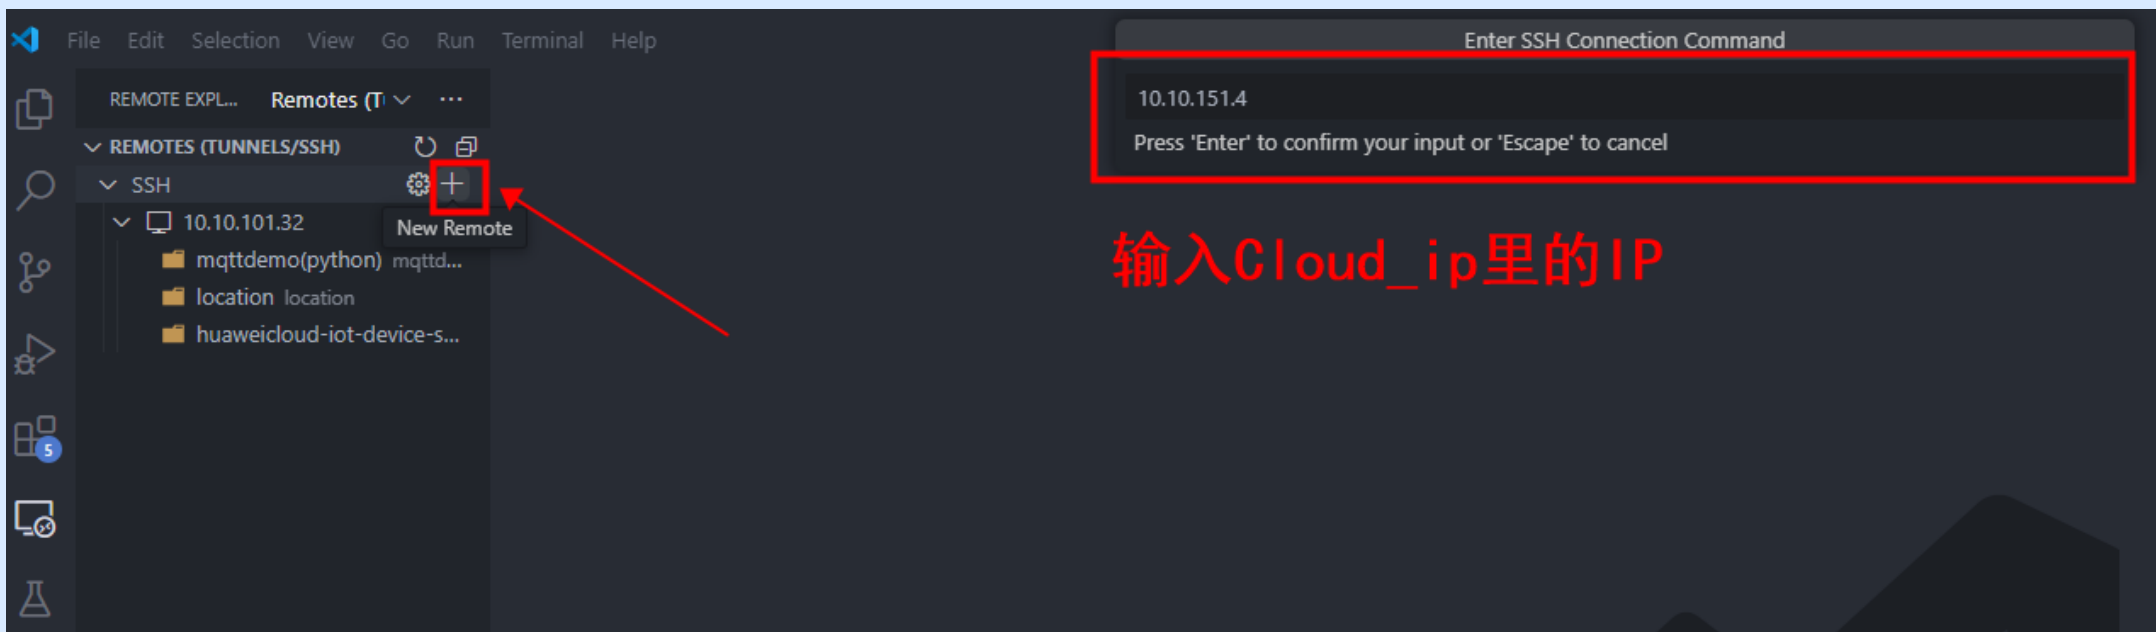 File Edit Selection View Go Run Terminal Help
Enter SSH Connection Command
REMOTE EXPL... Remotes (T
10.10.151.4
Press 'Enter' to confirm your input or 'Escape' to cancel
REMOTES (TUNNELS/SSH)
SSH
10.10.101.32
New Remote
输入Cloud_ip里的IP
mqttdemo(python) mqttd...
location location
huaweicloud-iot-device-s...
5